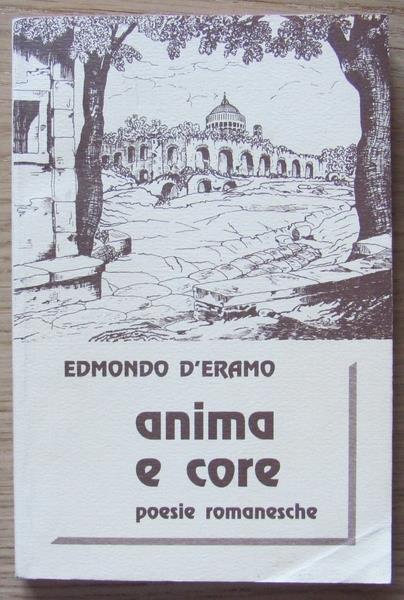 EDMONDO D'ERAMO
anima
e core
poesie romanesche